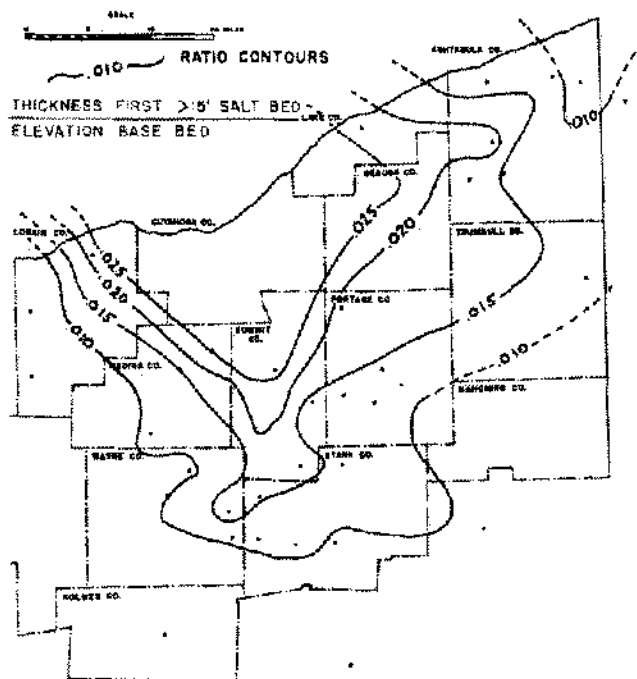 SCALE
.010 RATIO CONTOURS
THICKNESS FIRST >15' SALT BED
ELEVATION BASE BED
ASHTABULA CO.
LAKE CO.
.010
GEAUGA CO.
CUYAHOGA CO.
LORAIN CO.
.025
.020
TRUMBULL CO.
.025
.020
.015
PORTAGE CO.
.015
SUMMIT CO.
.010
.010
MEDINA CO.
MAHONING CO.
WAYNE CO.
STARK CO.
HOLMES CO.